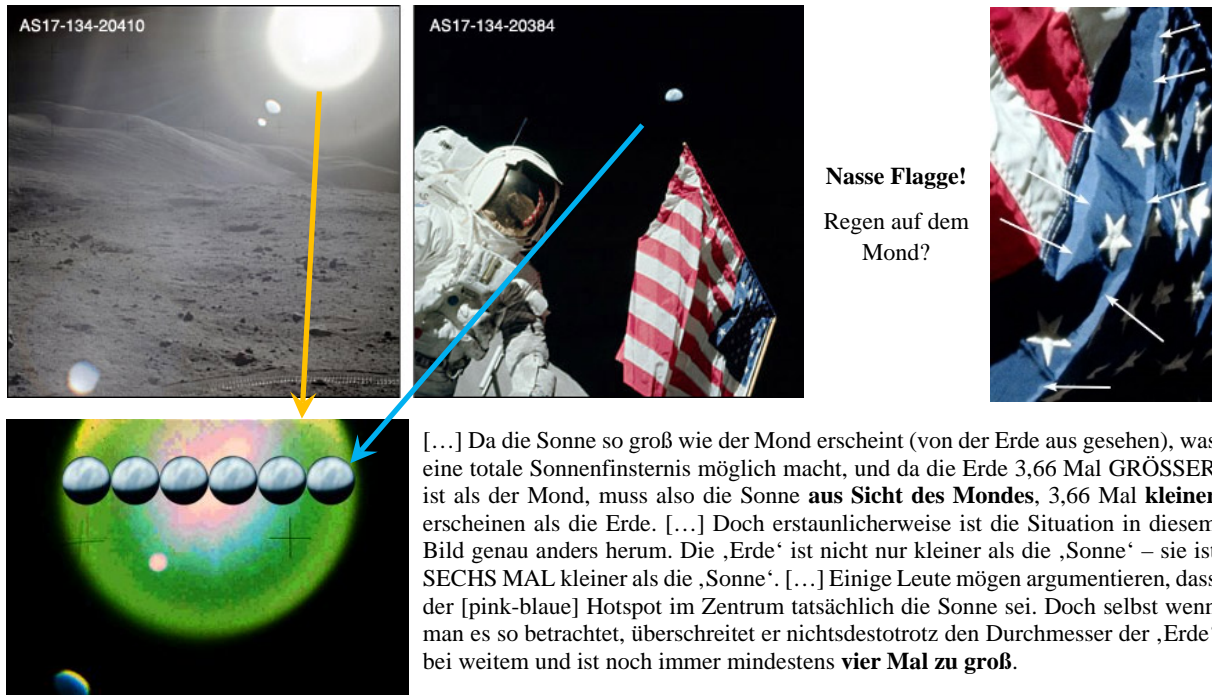 AS17-134-20410
AS17-134-20384
Nasse Flagge!
Regen auf dem
Mond?
[…] Da die Sonne so groß wie der Mond erscheint (von der Erde aus gesehen), was
eine totale Sonnenfinsternis möglich macht, und da die Erde 3,66 Mal GRÖSSER
ist als der Mond, muss also die Sonne aus Sicht des Mondes, 3,66 Mal kleiner
erscheinen als die Erde. […] Doch erstaunlicherweise ist die Situation in diesem
Bild genau anders herum. Die ‚Erde‘ ist nicht nur kleiner als die ‚Sonne‘ – sie ist
SECHS MAL kleiner als die ‚Sonne‘. […] Einige Leute mögen argumentieren, dass
der [pink-blaue] Hotspot im Zentrum tatsächlich die Sonne sei. Doch selbst wenn
man es so betrachtet, überschreitet er nichtsdestotrotz den Durchmesser der ‚Erde‘
bei weitem und ist noch immer mindestens vier Mal zu groß.